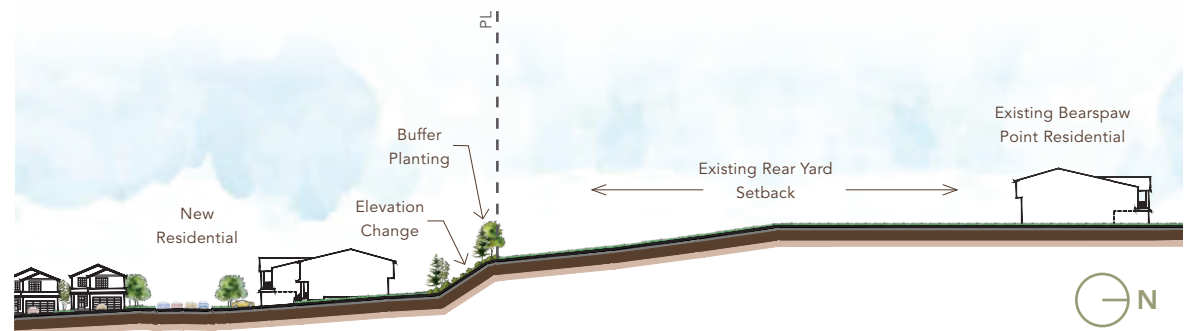 PL
Existing Bearspaw
Point Residential
Buffer
Planting
Existing Rear Yard
Setback
New
Residential
Elevation
Change
N